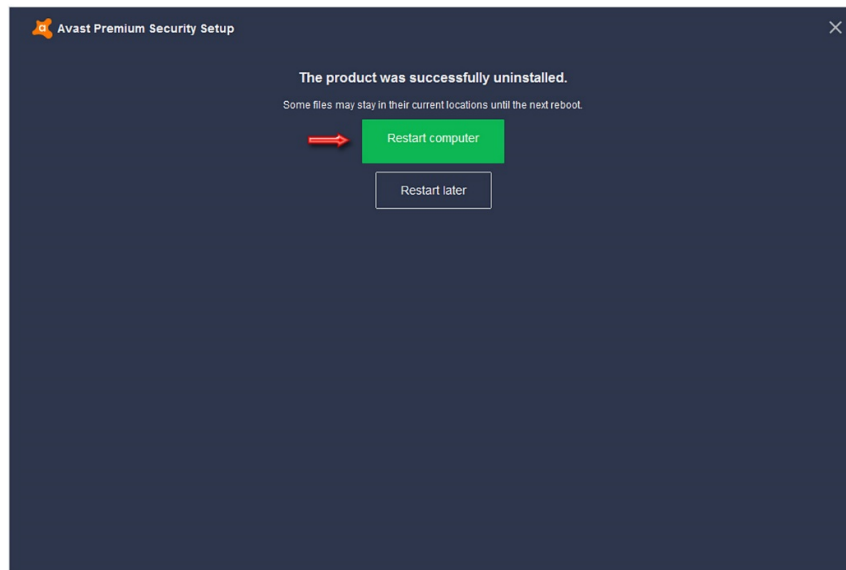 Avast Premium Security Setup
The product was successfully uninstalled.
Some files may stay in their current locations until the next reboot.
Restart computer
Restart later